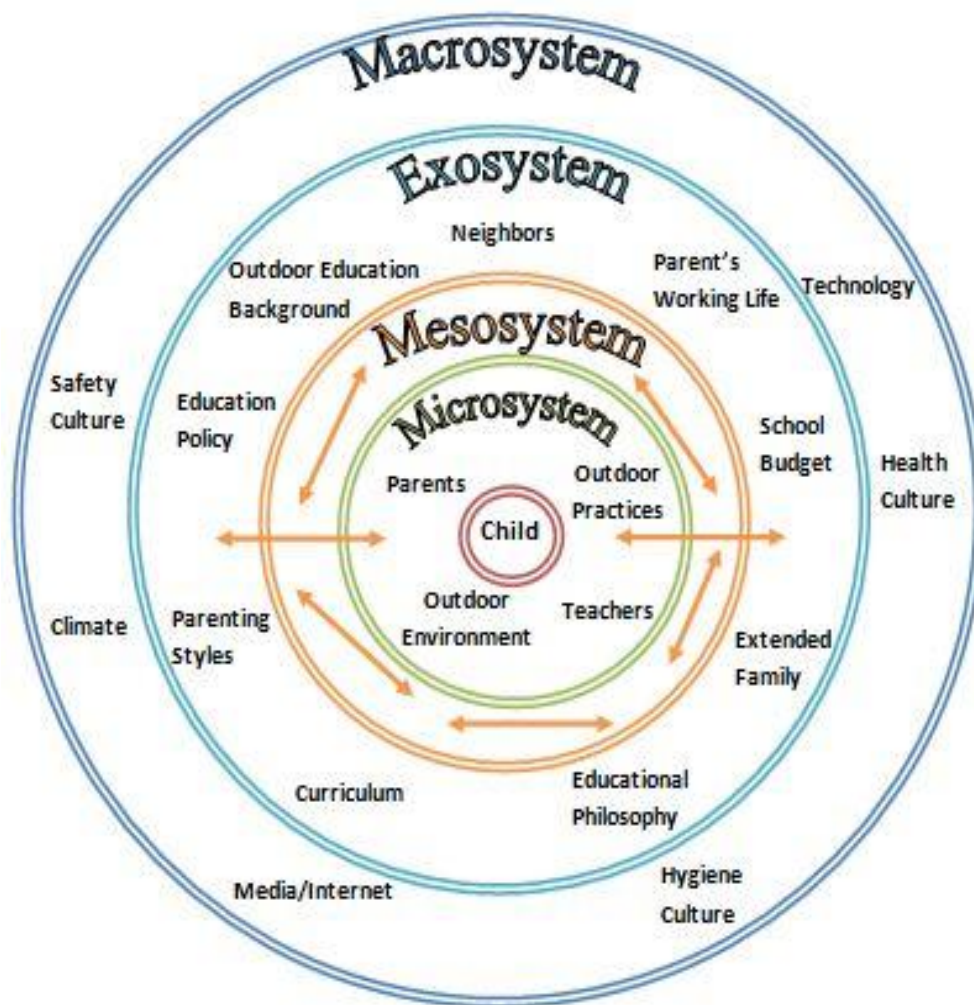 Macrosystem
Exosystem
Neighbors
Outdoor Education
Background
Parent's
Working Life
Technology
Mesosystem
Safety
Culture
Education
Policy
Microsystem
School
Budget
Health
Culture
Parents
Outdoor
Practices
Child
Outdoor
Environment
Teachers
Climate
Parenting
Styles
Extended
Family
Curriculum
Educational
Philosophy
Media/Internet
Hygiene
Culture